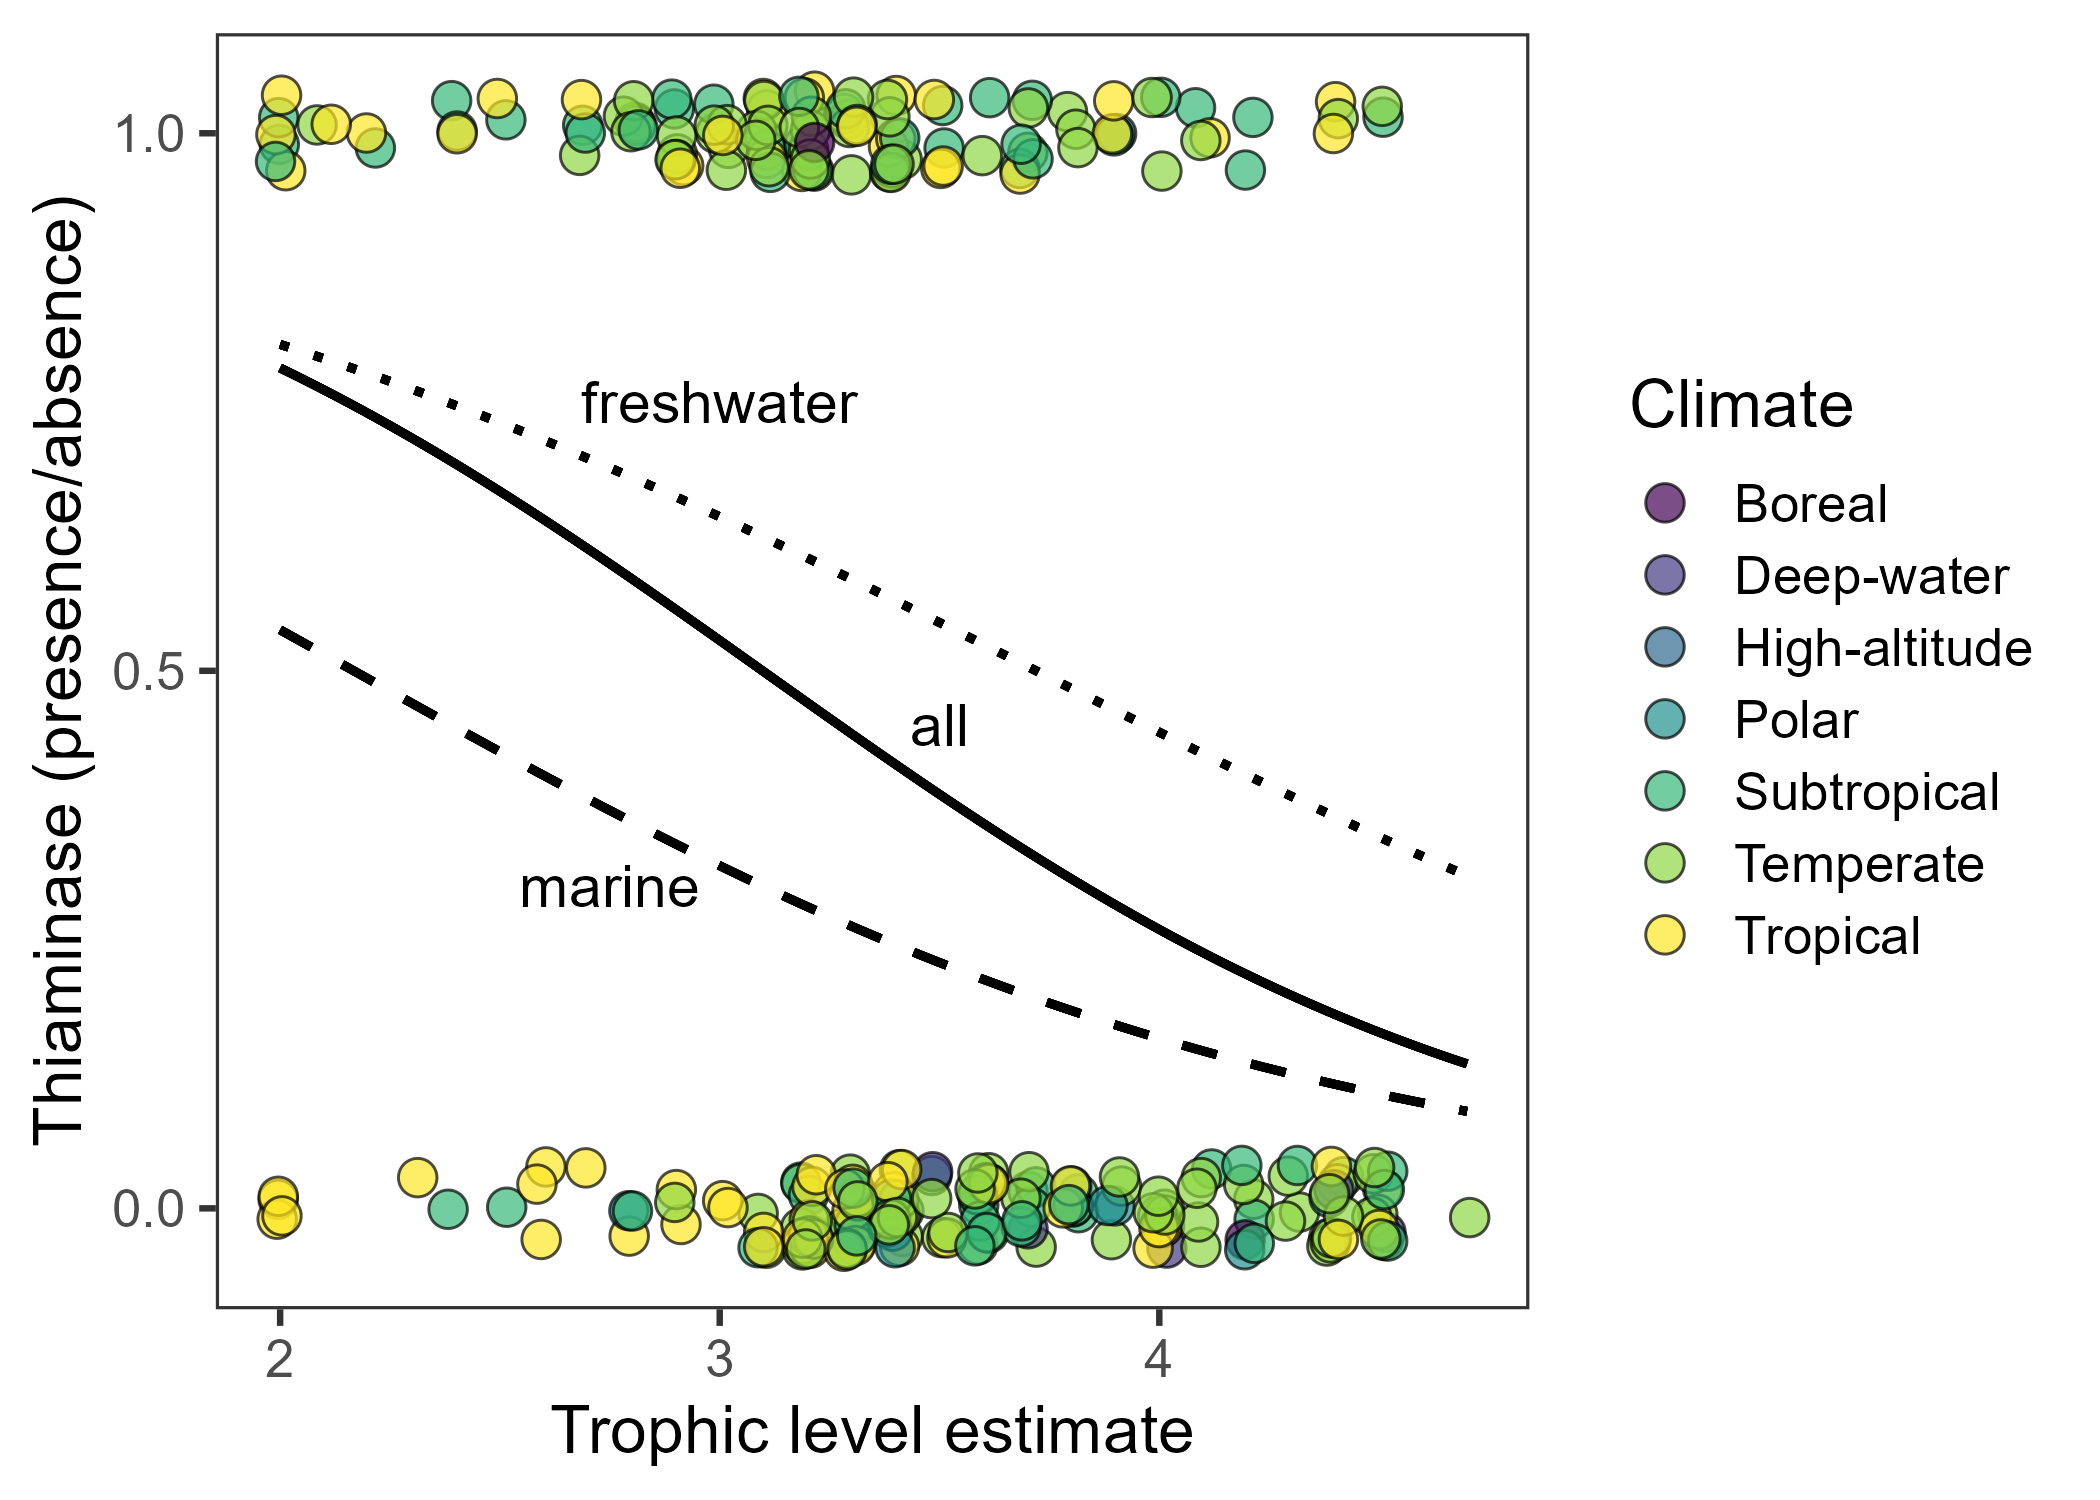 Thiaminase (presence/absence)
1.0
0.5
0.0
freshwater
all
marine
2
3
4
Trophic level estimate
Climate
Boreal
Deep-water
High-altitude
Polar
Subtropical
Temperate
Tropical